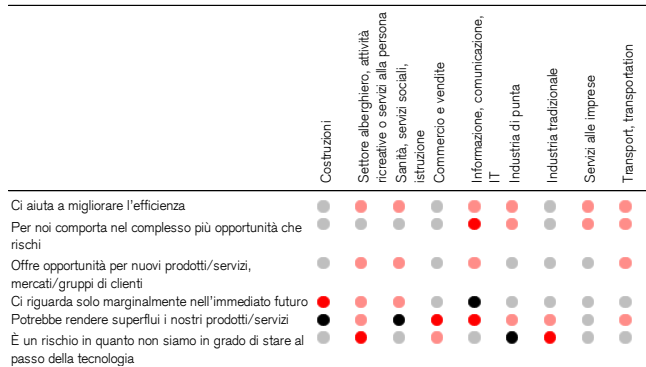 Costruzioni
Settore alberghiero, attività
ricreative o servizi alla persona
Sanità, servizi sociali,
istruzione
Commercio e vendite
Informazione, comunicazione,
IT
Industria di punta
Industria tradizionale
Servizi alle imprese
Transport, transportation
Ci aiuta a migliorare l'efficienza
Per noi comporta nel complesso più opportunità che
rischi
Offre opportunità per nuovi prodotti/servizi,
mercati/gruppi di clienti
Ci riguarda solo marginalmente nell'immediato futuro
Potrebbe rendere superflui i nostri prodotti/servizi
È un rischio in quanto non siamo in grado di stare al
passo della tecnologia